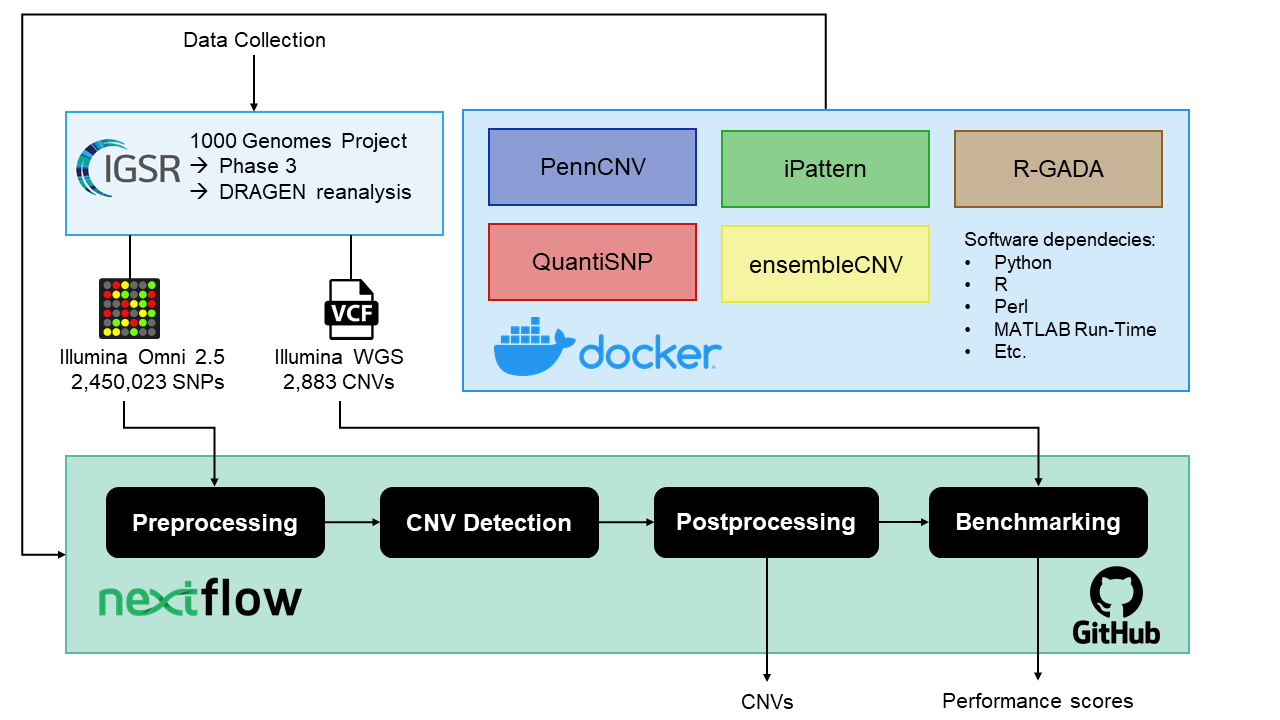 Data Collection
IGSR
1000 Genomes Project
→ Phase 3
→ DRAGEN reanalysis
PennCNV
iPattern
R-GADA
QuantiSNP
ensembleCNV
Software dependecies:
• Python
• R
• Perl
• MATLAB Run-Time
• Etc.
docker
VCF
Illumina Omni 2.5
2,450,023 SNPs
Illumina WGS
2,883 CNVs
Preprocessing
CNV Detection
Postprocessing
Benchmarking
nextflow
GitHub
CNVs
Performance scores